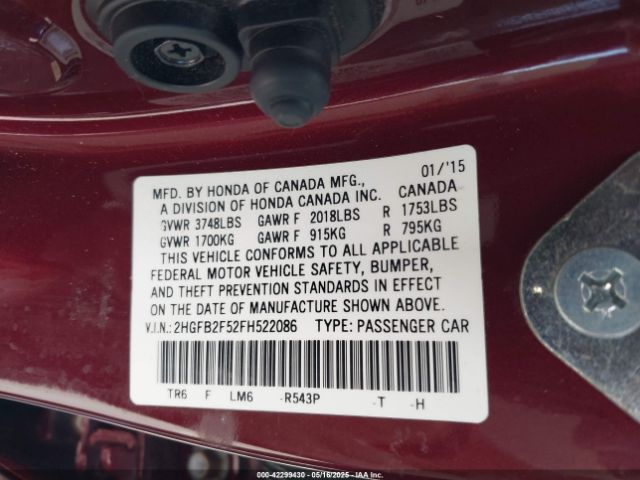 01/'15
MFD. BY HONDA OF CANADA MFG.,
A DIVISION OF HONDA CANADA INC. CANADA
GVWR 3748LBS GAWR F 2018LBS R 1753LBS
GVWR 1700KG GAWR F 915KG R 795KG
THIS VEHICLE CONFORMS TO ALL APPLICABLE
FEDERAL MOTOR VEHICLE SAFETY, BUMPER,
AND THEFT PREVENTION STANDARDS IN EFFECT
ON THE DATE OF MANUFACTURE SHOWN ABOVE.
V.I.N.: 2HGFB2F52FH522086 TYPE: PASSENGER CAR
TR6 F LM6 -R543P -T -H
000-42299430 - 05/16/2025 - IAA Inc.